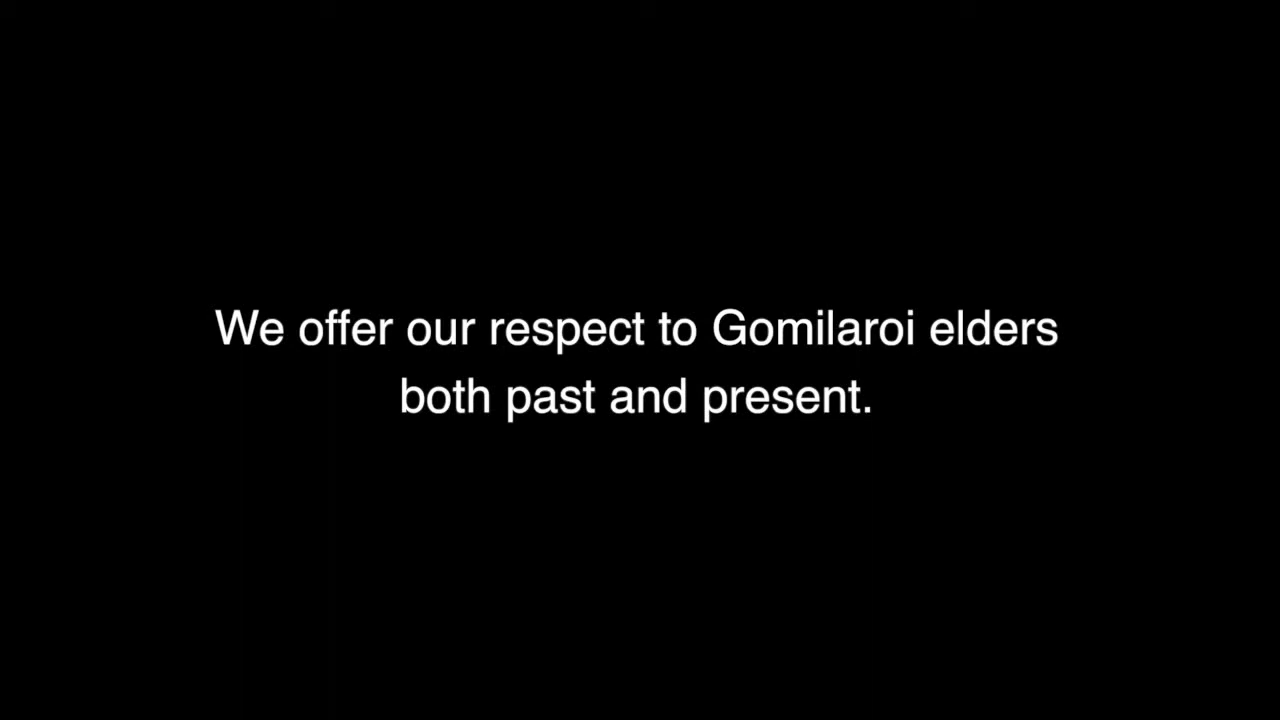 We offer our respect to Gomilaroi elders
both past and present.